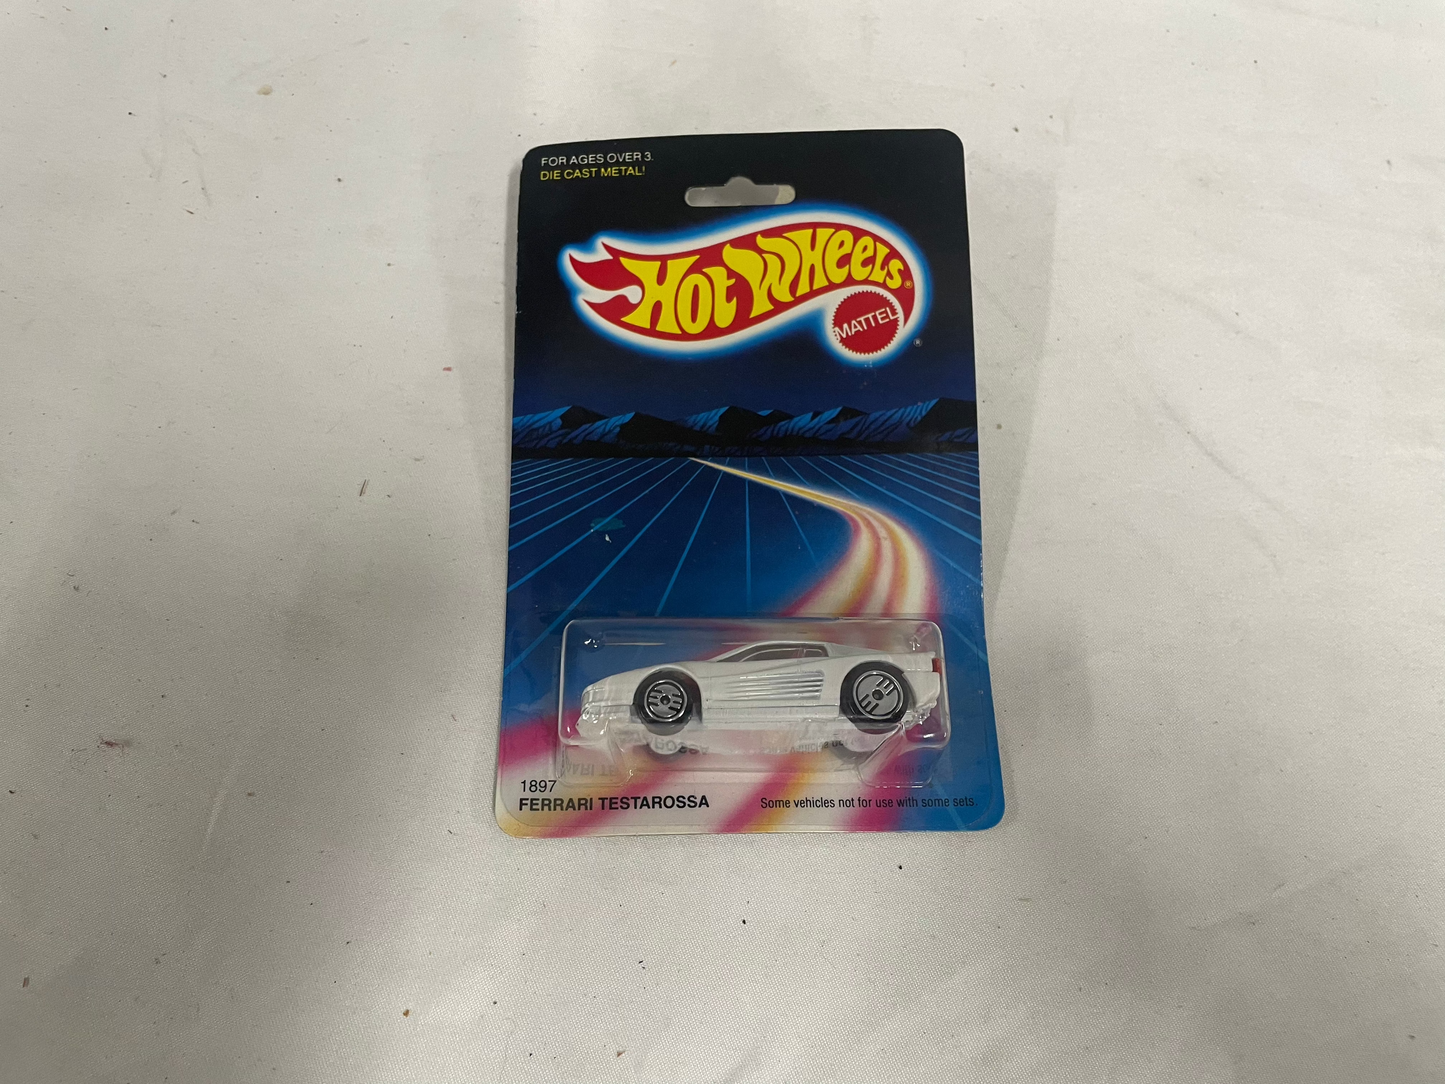 FOR AGES OVER 3.
DIE CAST METAL!
HOT WHEELS®
MATTEL
®
1897
FERRARI TESTAROSSA
Some vehicles not for use with some sets.